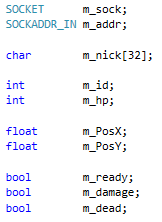 SOCKET m_sock;
SOCKADDR_IN m_addr;
char m_nick[32];
int m_id;
int m_hp;
float m_PosX;
float m_PosY;
bool m_ready;
bool m_damage;
bool m_dead;